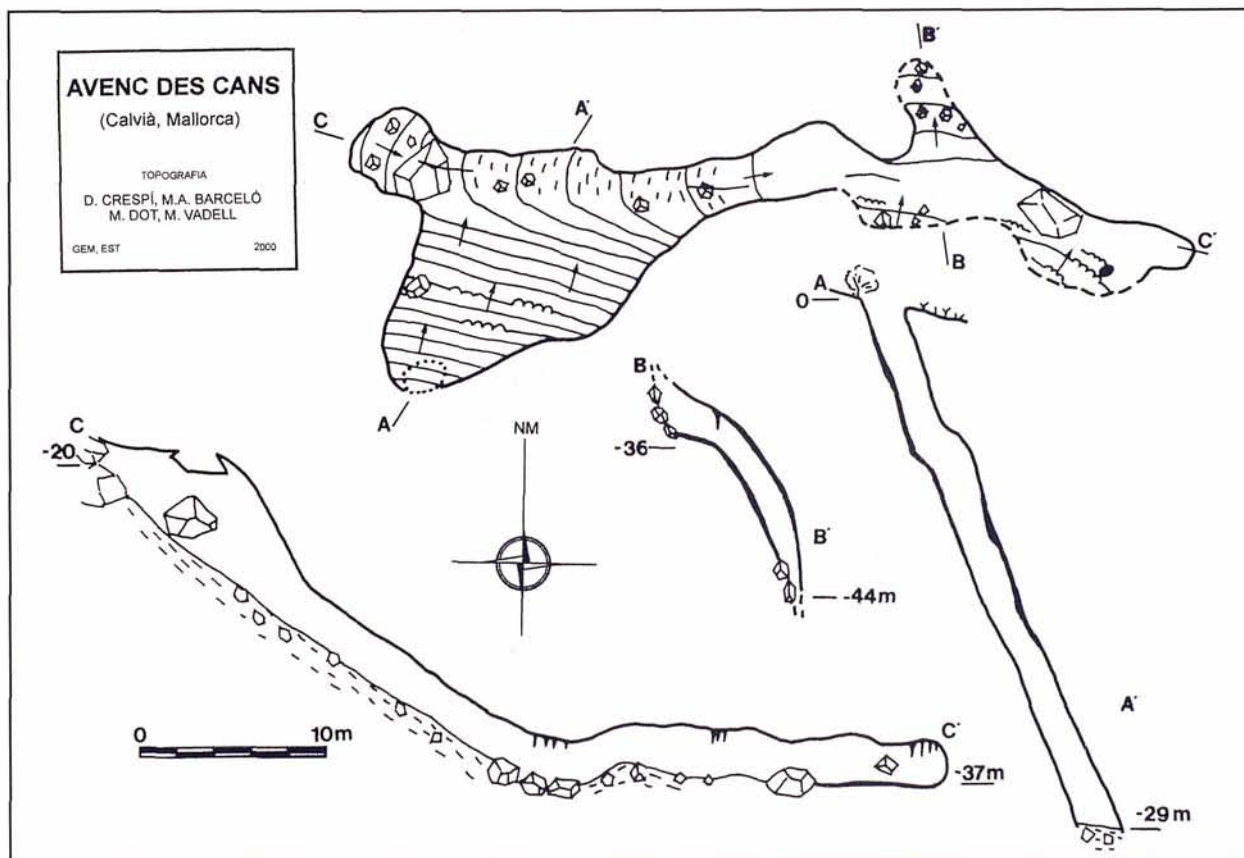 AVENC DES CANS
(Calvià, Mallorca)
TOPOGRAFIA
D. CRESPÍ, M.A. BARCELÓ
M. DOT, M. VADELL
GEM, EST 2000
C
A'
B'
C'
B
A
A
0
B
-36
B'
-44m
A'
-29m
NM
C
-20
C'
-37m
0 10m